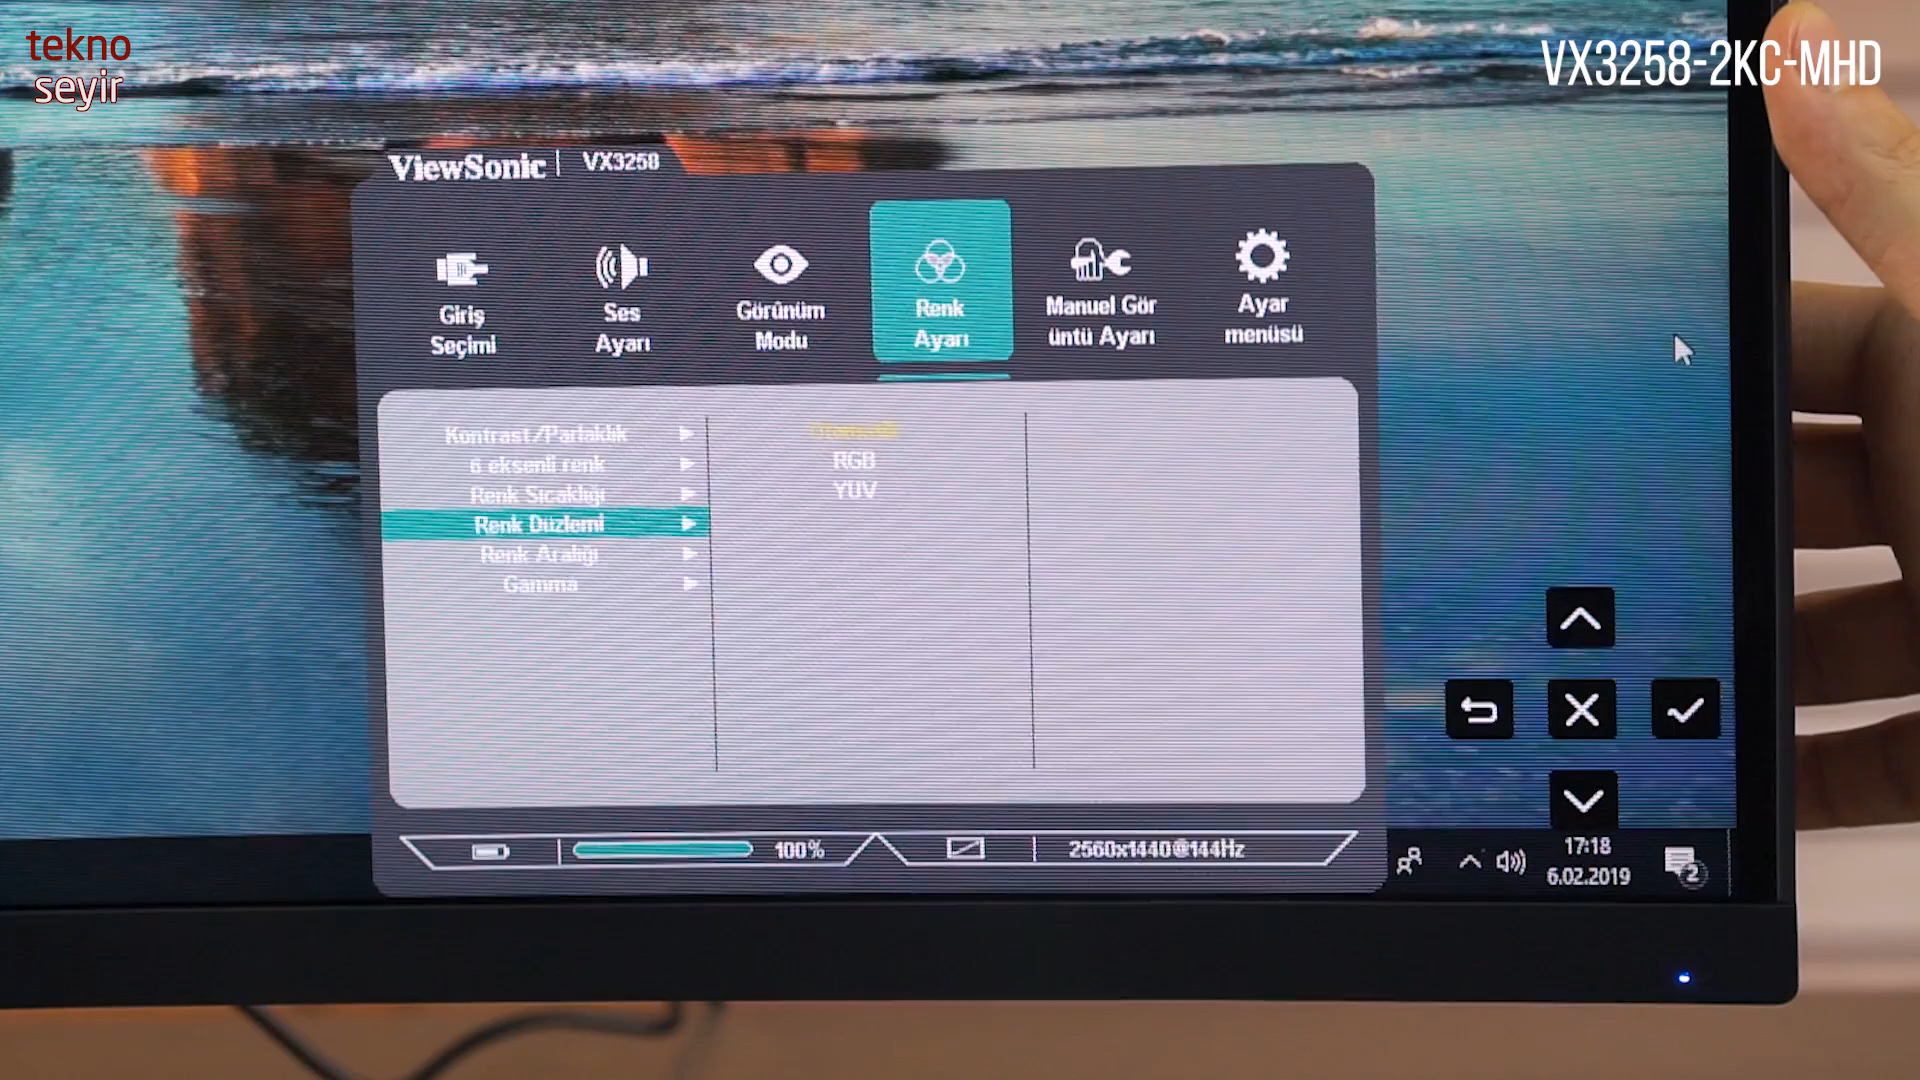 tekno
seyir
VX3258-2KC-MHD
ViewSonic VX3258
Giriş
Seçimi
Ses
Ayarı
Görünüm
Modu
Renk
Ayarı
Manuel Gör
üntü Ayarı
Ayar
menüsü
Kontrast/Parlaklık
6 eksenli renk
Renk Sıcaklığı
Renk Düzlemi
Renk Aralığı
Gamma
RGB
YUV
100%
2560x1440@144Hz
17:18
6.02.2019
2